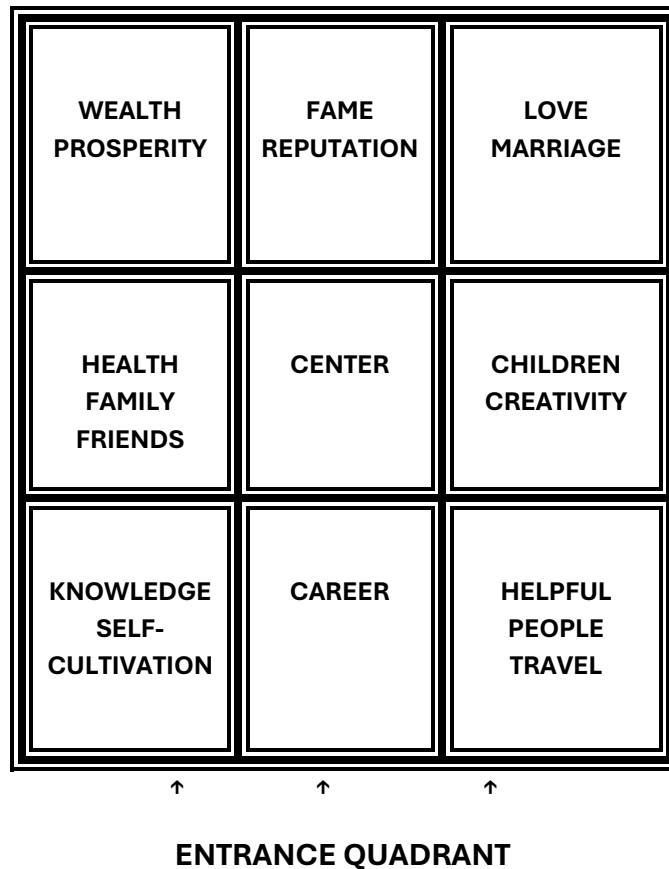 WEALTH
PROSPERITY
FAME
REPUTATION
LOVE
MARRIAGE
HEALTH
FAMILY
FRIENDS
CENTER
CHILDREN
CREATIVITY
KNOWLEDGE
SELF-
CULTIVATION
CAREER
HELPFUL
PEOPLE
TRAVEL
↑ ↑ ↑
ENTRANCE QUADRANT